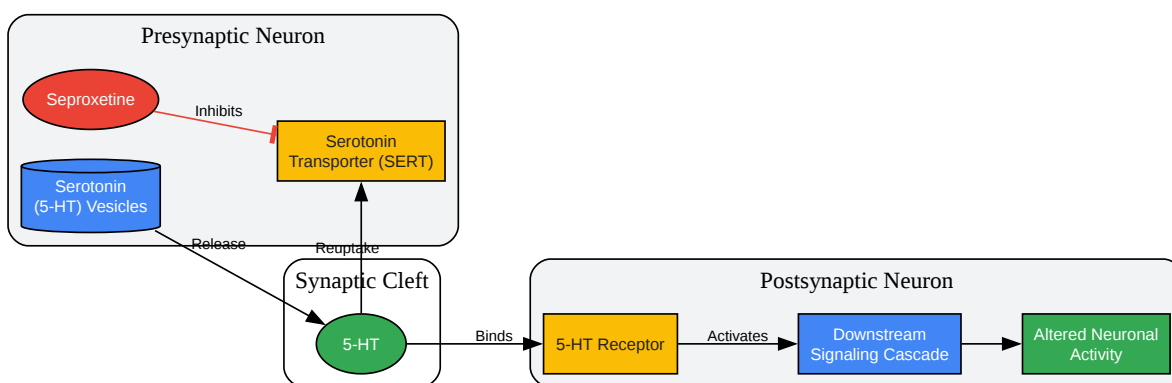 Presynaptic Neuron
Seproxetine
Inhibits
Serotonin
Transporter (SERT)
Serotonin
(5-HT) Vesicles
Release
Reuptake
Synaptic Cleft
5-HT
Binds
Postsynaptic Neuron
5-HT Receptor
Activates
Downstream
Signaling Cascade
Altered Neuronal
Activity